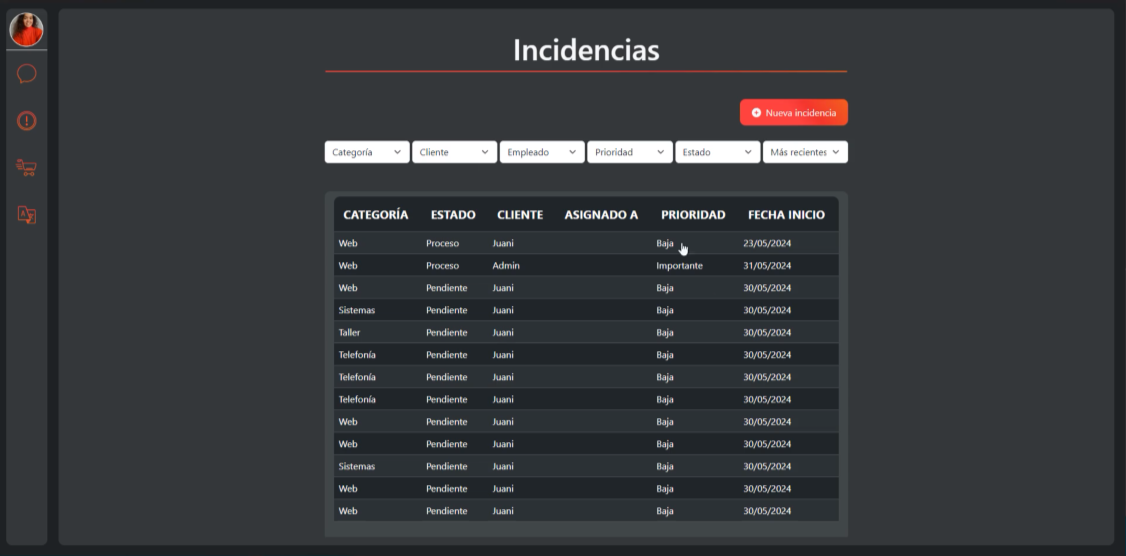 Incidencias
Nueva incidencia
Categoría Cliente Empleado Prioridad Estado Más recientes
CATEGORÍA ESTADO CLIENTE ASIGNADO A PRIORIDAD FECHA INICIO
Web Proceso Juani Baja 23/05/2024
Web Proceso Admin Importante 31/05/2024
Web Pendiente Juani Baja 30/05/2024
Sistemas Pendiente Juani Baja 30/05/2024
Taller Pendiente Juani Baja 30/05/2024
Telefonía Pendiente Juani Baja 30/05/2024
Telefonía Pendiente Juani Baja 30/05/2024
Telefonía Pendiente Juani Baja 30/05/2024
Web Pendiente Juani Baja 30/05/2024
Web Pendiente Juani Baja 30/05/2024
Sistemas Pendiente Juani Baja 30/05/2024
Web Pendiente Juani Baja 30/05/2024
Web Pendiente Juani Baja 30/05/2024